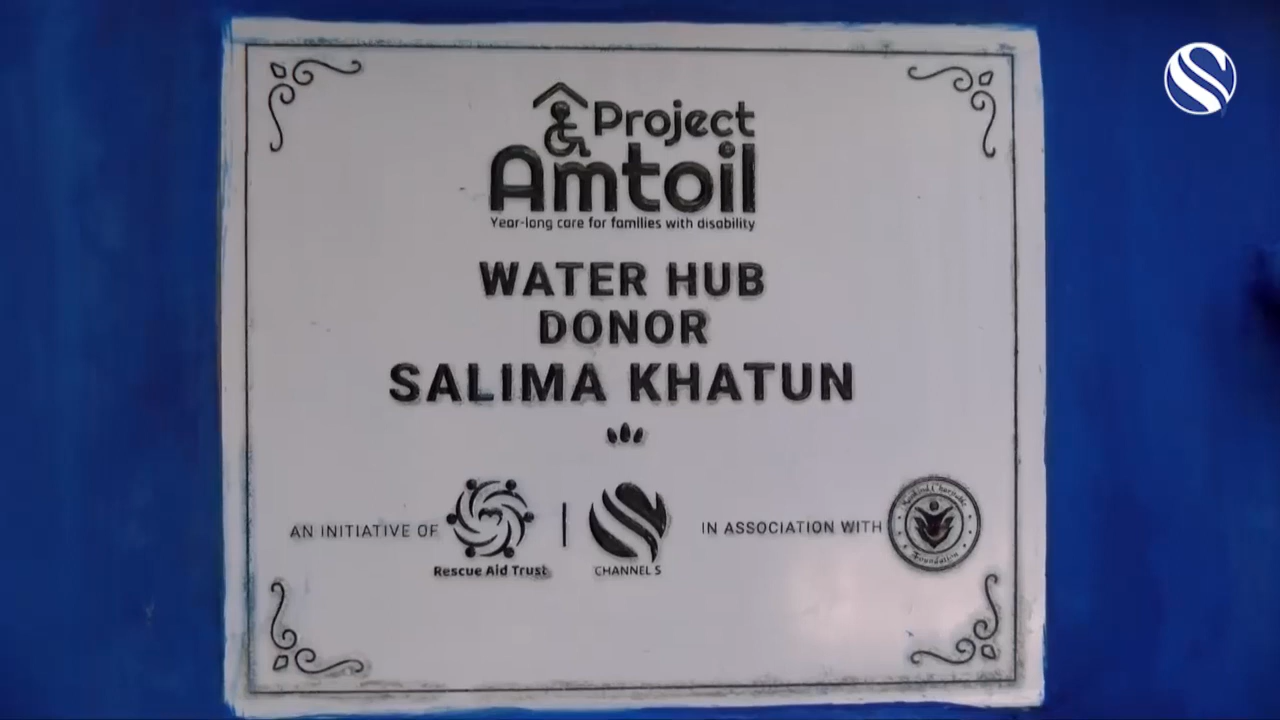 Project
Amtoil
Year-long care for families with disability
WATER HUB
DONOR
SALIMA KHATUN
AN INITIATIVE OF
Rescue Aid Trust
CHANNEL S
IN ASSOCIATION WITH
Foundation